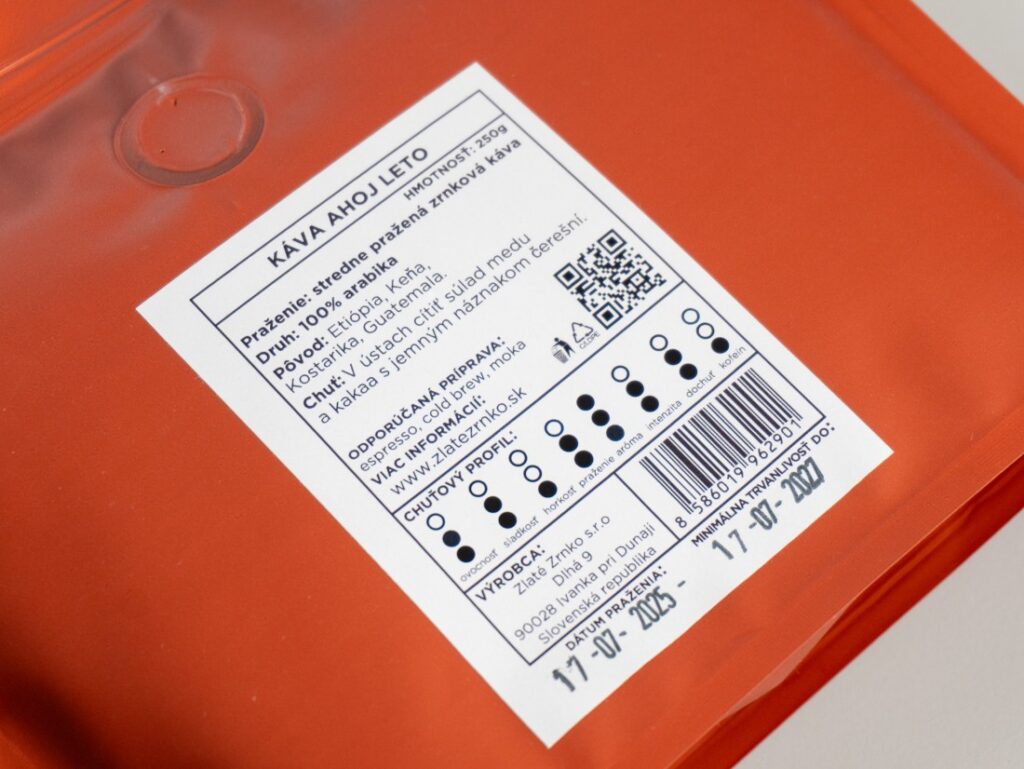 KÁVA AHOJ LETO
HMOTNOSŤ: 250g
Praženie: stredne pražená zrnková káva
Druh: 100% arabika
Pôvod: Etiópia, Keňa,
Kostarika, Guatemala.
Chuť: V ústach cítiť súlad medu
a kakaa s jemným náznakom čerešní.
ODPORÚČANÁ PRÍPRAVA:
espresso, cold brew, moka
VIAC INFORMÁCIÍ:
www.zlatezrnko.sk
C/LDPE
CHUŤOVÝ PROFIL:
ovocnosť sladkosť horkosť praženie aróma intenzita dochuť kofein
VÝROBCA:
Zlaté Zrnko s.r.o
Dlhá 9
90028 Ivanka pri Dunaji
Slovenská republika
8 586019 962901
DÁTUM PRAŽENIA:
17-07-2025-
MINIMÁLNA TRVANLIVOSŤ DO:
17-07-2027